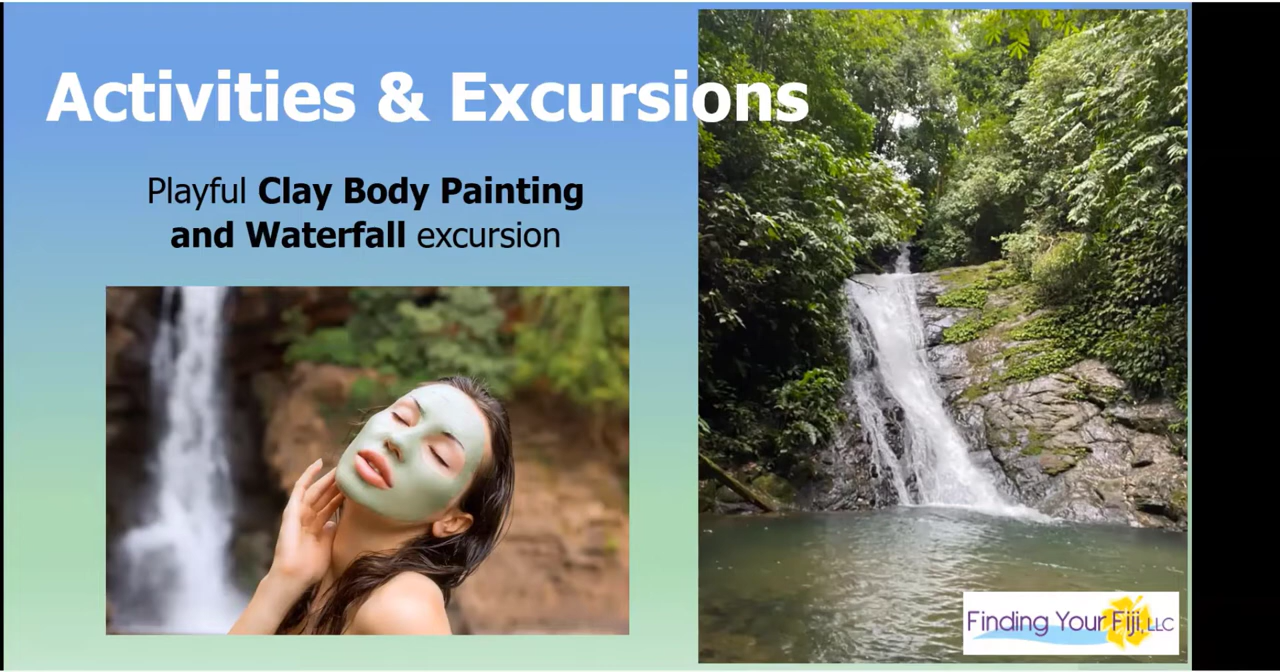 Activities & Excursions
Playful Clay Body Painting
and Waterfall excursion
Finding Your Fiji, LLC